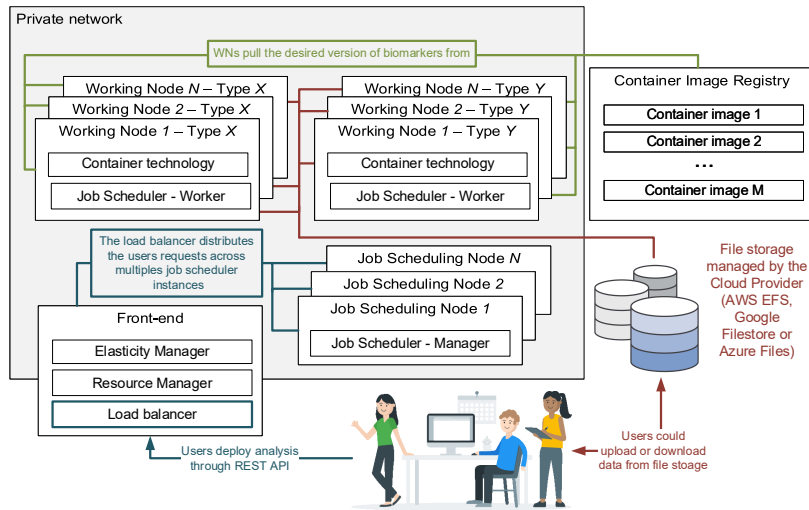 Private network
WNs pull the desired version of biomarkers from
Working Node N – Type X
Working Node 2 – Type X
Working Node 1 – Type X
Container technology
Job Scheduler - Worker
Working Node N – Type Y
Working Node 2 – Type Y
Working Node 1 – Type Y
Container technology
Job Scheduler - Worker
Container Image Registry
Container image 1
Container image 2
...
Container image M
The load balancer distributes
the users requests across
multiples job scheduler
instances
Job Scheduling Node N
Job Scheduling Node 2
Job Scheduling Node 1
Job Scheduler - Manager
File storage
managed by the
Cloud Provider
(AWS EFS,
Google
Filestore or
Azure Files)
Front-end
Elasticity Manager
Resource Manager
Load balancer
Users deploy analysis
through REST API
Users could
upload or download
data from file stoage